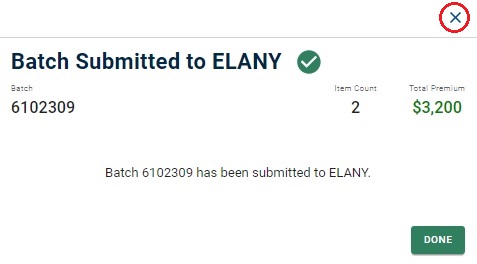 Batch Submitted to ELANY
Batch Item Count Total Premium
6102309 2 $3,200
Batch 6102309 has been submitted to ELANY.
DONE